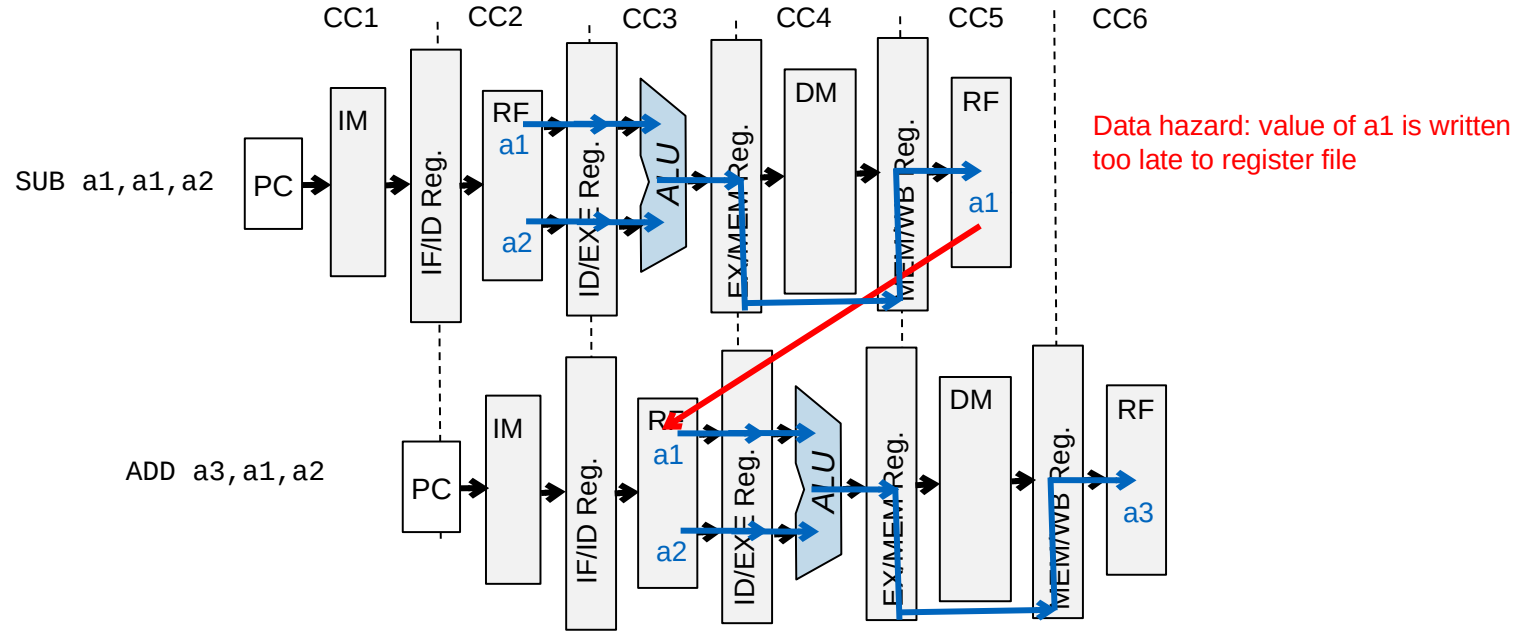 CC1 CC2 CC3 CC4 CC5 CC6
SUB a1,a1,a2
PC
IM
IF/ID Reg.
RF
a1
a2
ID/EXE Reg.
ALU
EX/MEM Reg.
DM
MEM/WB Reg.
RF
a1
Data hazard: value of a1 is written
too late to register file
ADD a3,a1,a2
PC
IM
IF/ID Reg.
RF
a1
a2
ID/EXE Reg.
ALU
EX/MEM Reg.
DM
MEM/WB Reg.
RF
a3